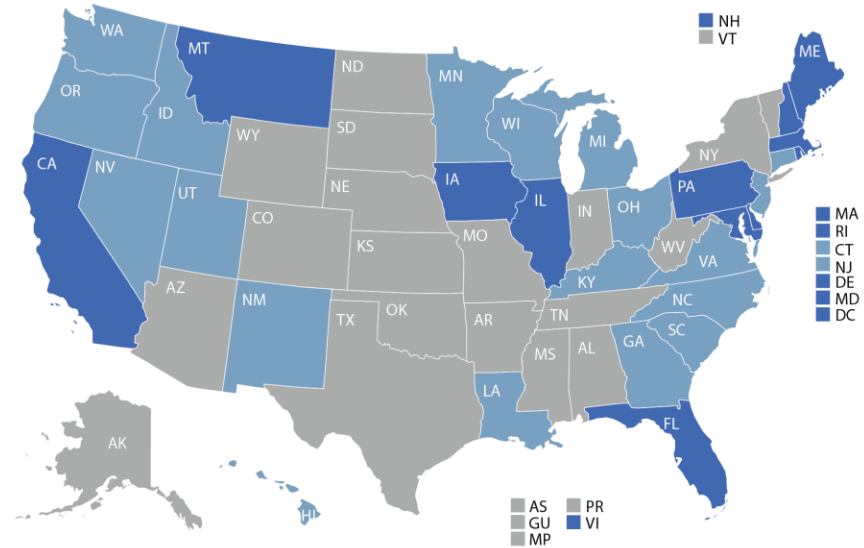 NH
VT
WA
MT
ND
MN
ME
OR
ID
SD
WI
MI
WY
NY
CA
NV
UT
NE
IA
IL
IN
OH
PA
CO
KS
MO
WV
VA
KY
AZ
NM
OK
AR
TN
NC
TX
MS
AL
GA
SC
LA
FL
AK
HI
MA
RI
CT
NJ
DE
MD
DC
AS PR
GU VI
MP